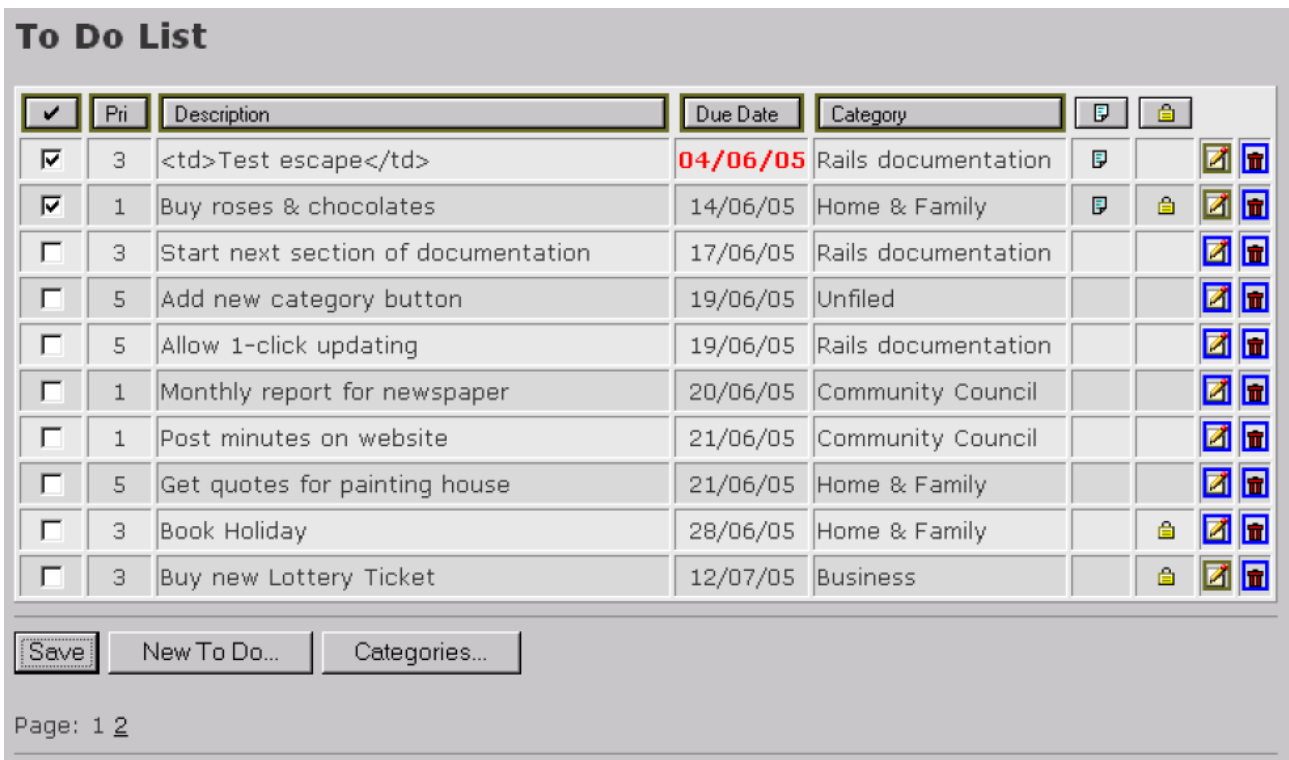 To Do List
Pri Description Due Date Category
3 <td>Test escape</td> 04/06/05 Rails documentation
1 Buy roses & chocolates 14/06/05 Home & Family
3 Start next section of documentation 17/06/05 Rails documentation
5 Add new category button 19/06/05 Unfiled
5 Allow 1-click updating 19/06/05 Rails documentation
1 Monthly report for newspaper 20/06/05 Community Council
1 Post minutes on website 21/06/05 Community Council
5 Get quotes for painting house 21/06/05 Home & Family
3 Book Holiday 28/06/05 Home & Family
3 Buy new Lottery Ticket 12/07/05 Business
Save New To Do... Categories...
Page: 1 2